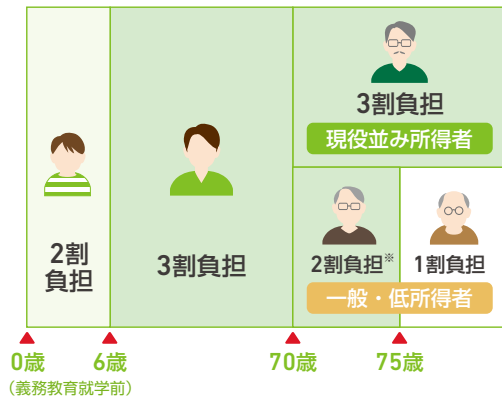 2割
負担
3割負担
3割負担
現役並み所得者
2割負担※
1割負担
一般・低所得者
0歳
6歳
70歳
75歳
(義務教育就学前)